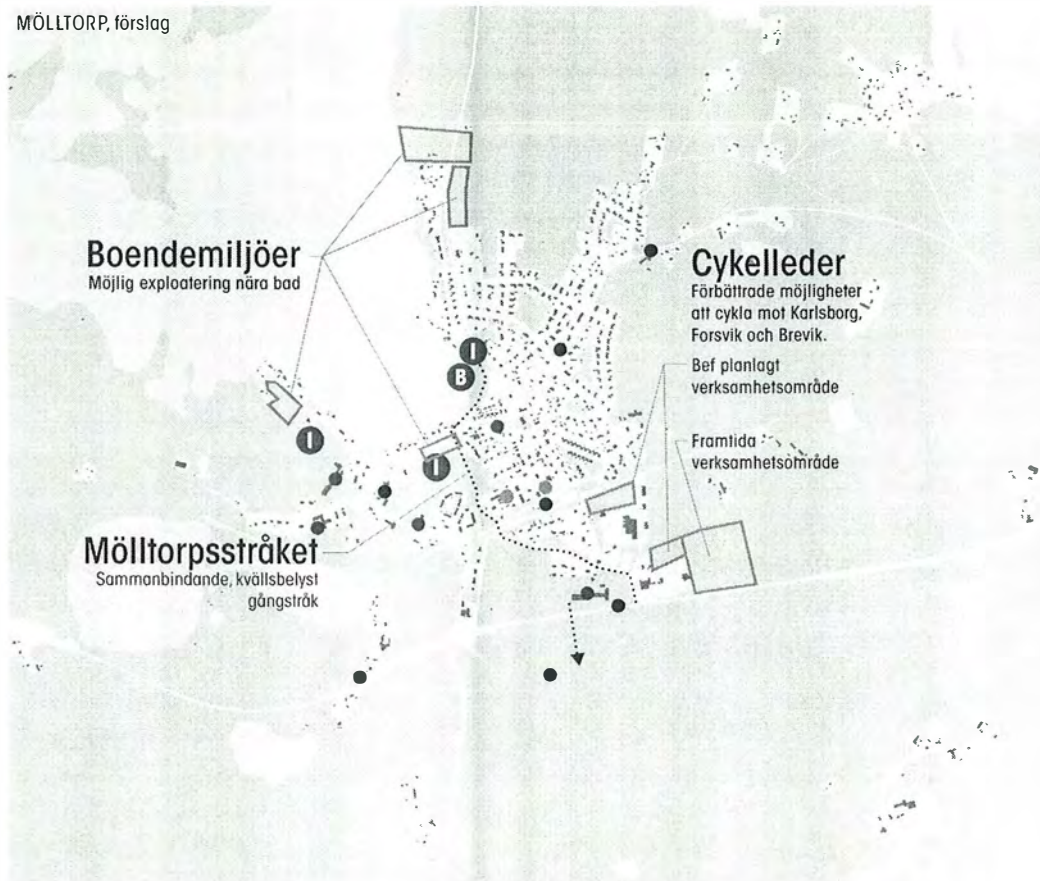 MÖLLTORP, förslag
Boendemiljöer
Möjlig exploatering nära bad
Cykelleder
Förbättrade möjligheter
att cykla mot Karlsborg,
Forsvik och Brevik.
Bef planlagt
verksamhetsområde
Framtida
verksamhetsområde
I
B
I
I
Mölltorpsstråket
Sammanbindande, kvällsbelyst
gångstråk